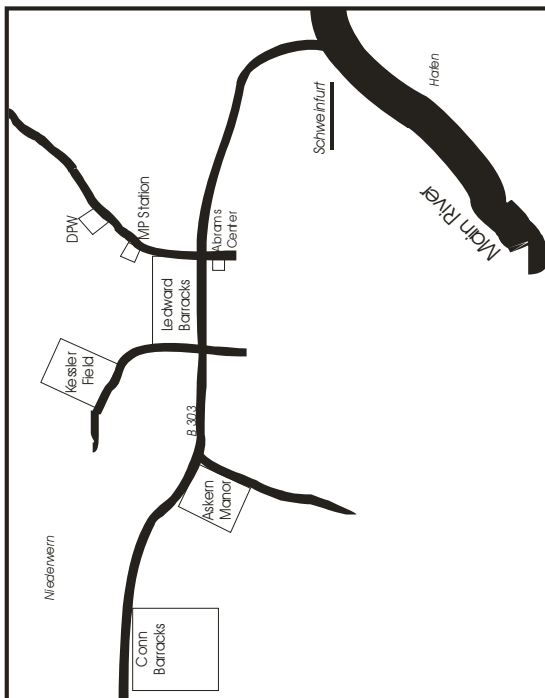 Niederwern
Kessler
Field
DPW
Conn
Barracks
MP Station
Ledward
Barracks
B 303
Askern
Manor
Abrams
Center
Schweinfurt
Hafen
Main River